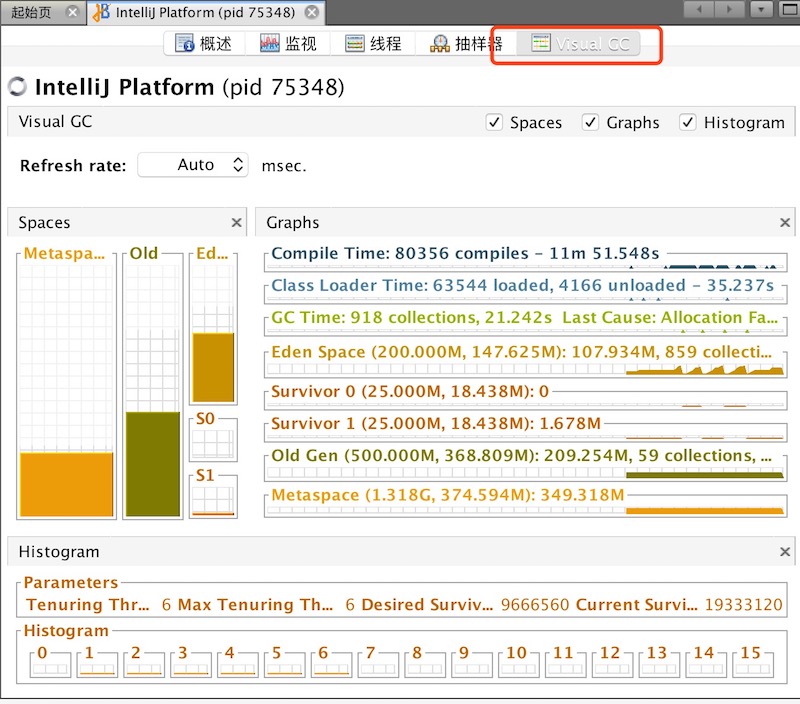 起始页 IntelliJ Platform (pid 75348)
概述 监视 线程 抽样器 Visual GC
IntelliJ Platform (pid 75348)
Visual GC Spaces Graphs Histogram
Refresh rate: Auto msec.
Spaces
Metaspa... Old Ed...
S0
S1
Graphs
Compile Time: 80356 compiles - 11m 51.548s
Class Loader Time: 63544 loaded, 4166 unloaded - 35.237s
GC Time: 918 collections, 21.242s Last Cause: Allocation Fa...
Eden Space (200.000M, 147.625M): 107.934M, 859 collecti...
Survivor 0 (25.000M, 18.438M): 0
Survivor 1 (25.000M, 18.438M): 1.678M
Old Gen (500.000M, 368.809M): 209.254M, 59 collections, ...
Metaspace (1.318G, 374.594M): 349.318M
Histogram
Parameters
Tenuring Thr... 6 Max Tenuring Th... 6 Desired Surviv... 9666560 Current Survi... 19333120
Histogram
0 1 2 3 4 5 6 7 8 9 10 11 12 13 14 15